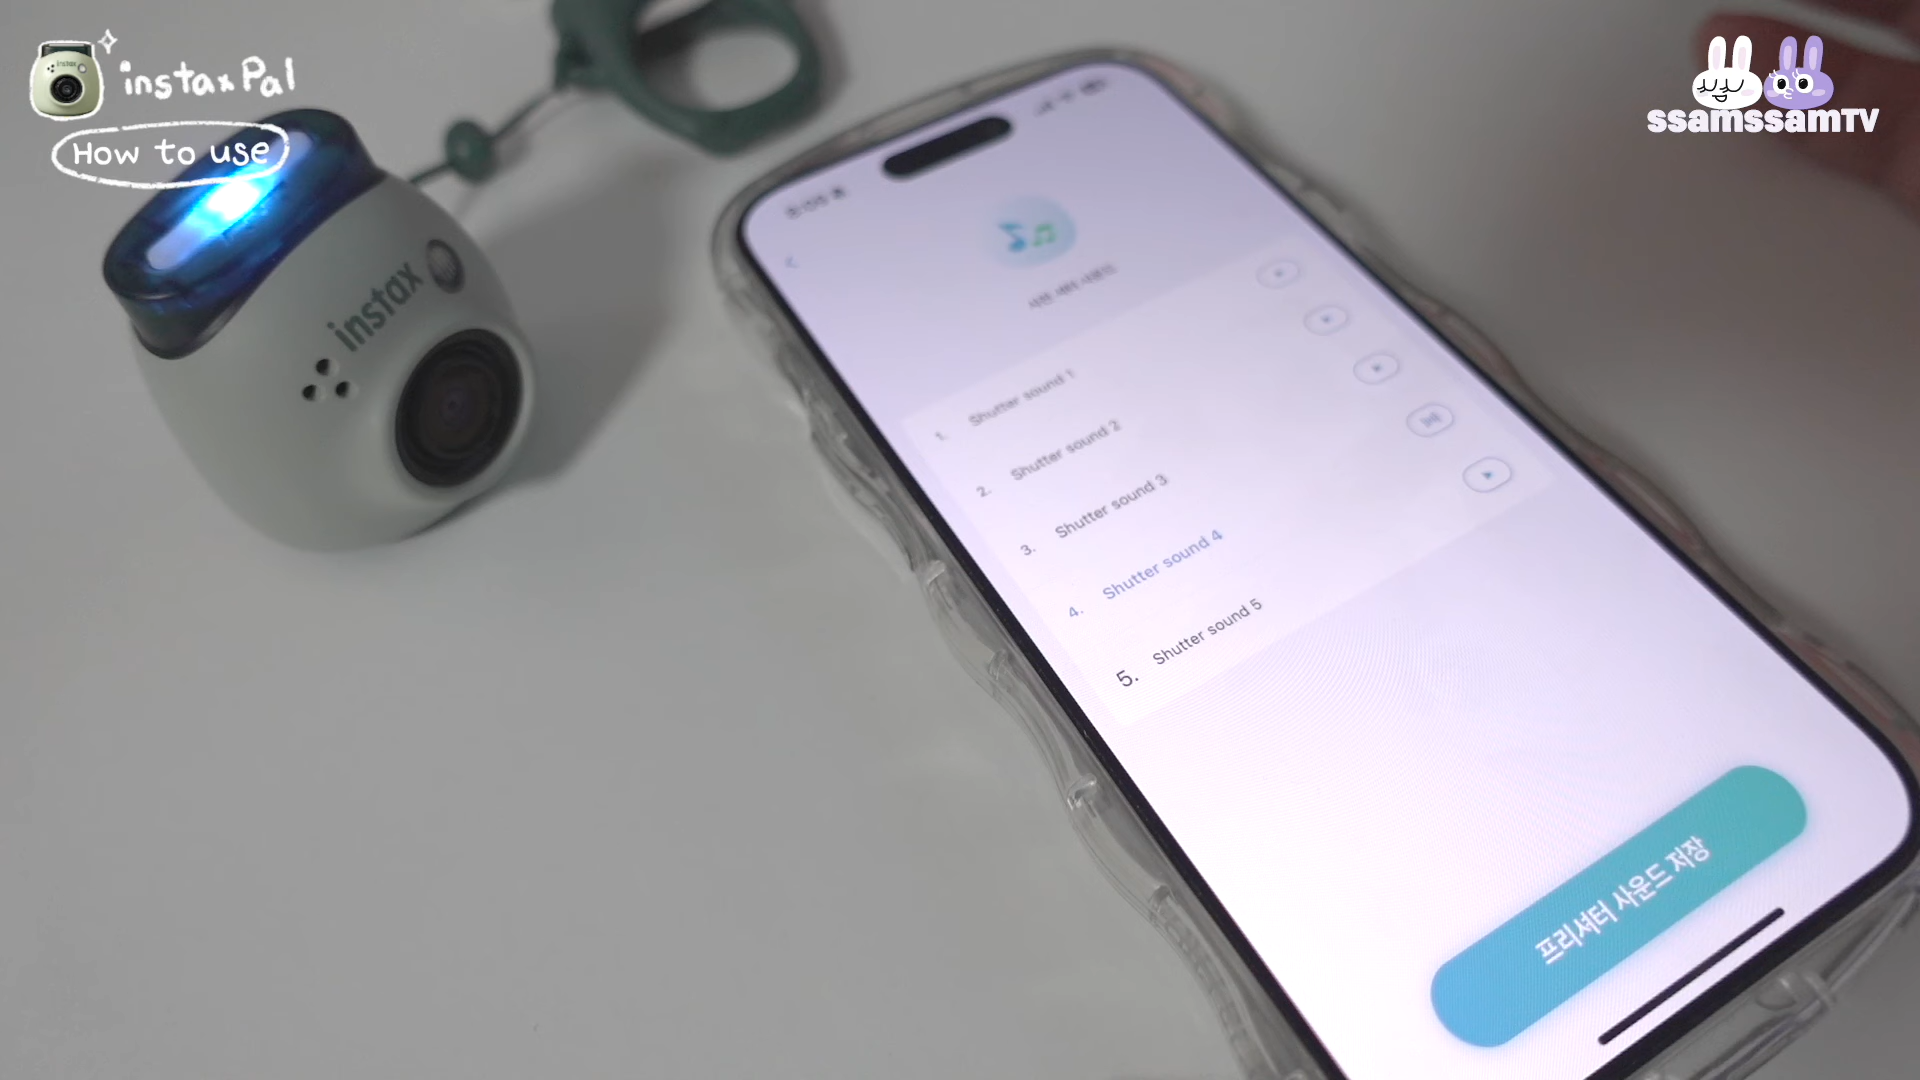 instax Pal
How to use
ssamssamTV
instax
1. Shutter sound 1
2. Shutter sound 2
3. Shutter sound 3
4. Shutter sound 4
5. Shutter sound 5
프리셔터 사운드 저장